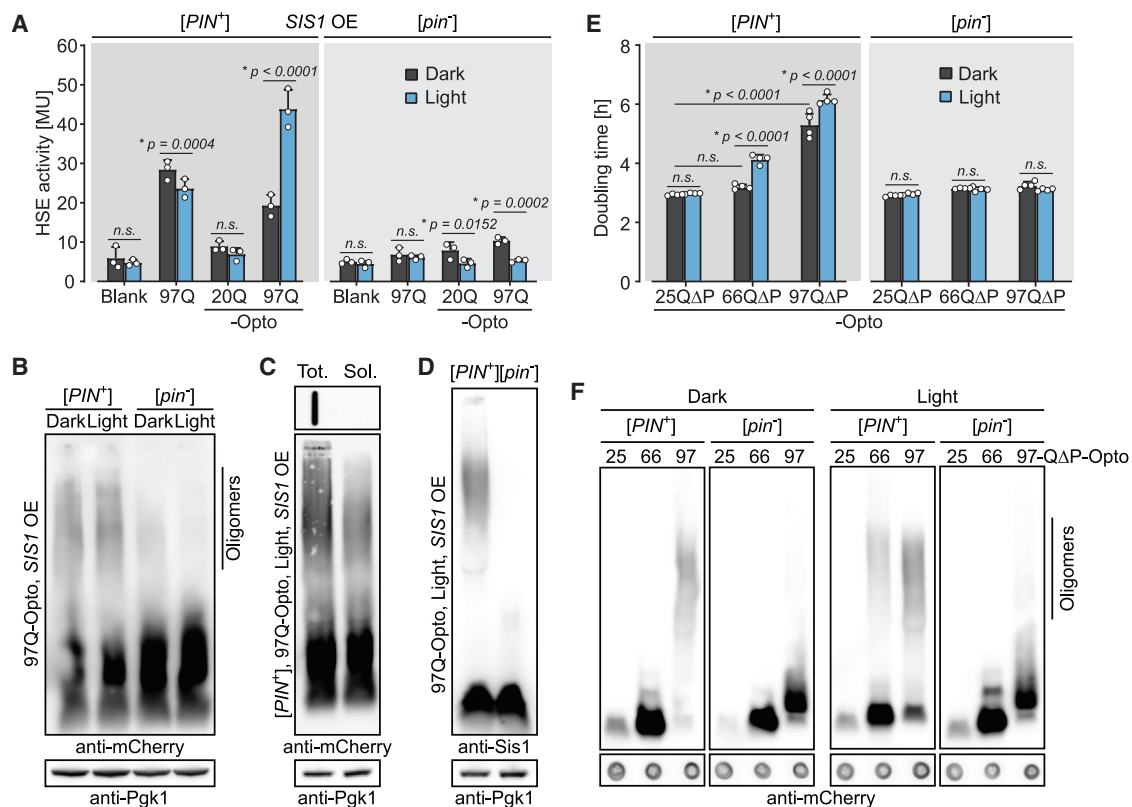 A
[PIN+] SIS1 OE [pin-]
HSE activity [MU]
60
50
40
30
20
10
0
Dark
Light
* p < 0.0001
* p = 0.0004
n.s.
n.s.
Dark
Light
* p = 0.0002
* p = 0.0152
n.s.
n.s.
Blank 97Q 20Q 97Q
-Opto
Blank 97Q 20Q 97Q
-Opto
E
[PIN+] [pin-]
Doubling time [h]
8
6
4
2
0
* p < 0.0001
* p < 0.0001
* p < 0.0001
n.s.
n.s.
Dark
Light
n.s. n.s. n.s.
25QΔP 66QΔP 97QΔP 25QΔP 66QΔP 97QΔP
-Opto
B
[PIN+] [pin-]
Dark Light Dark Light
97Q-Opto, SIS1 OE
Oligomers
anti-mCherry
anti-Pgk1
C
Tot. Sol.
[PIN+], 97Q-Opto, Light, SIS1 OE
anti-mCherry
anti-Pgk1
D
[PIN+][pin-]
97Q-Opto, Light, SIS1 OE
anti-Sis1
anti-Pgk1
F
Dark Light
[PIN+] [pin-] [PIN+] [pin-]
25 66 97 25 66 97 25 66 97 25 66 97-QΔP-Opto
Oligomers
anti-mCherry